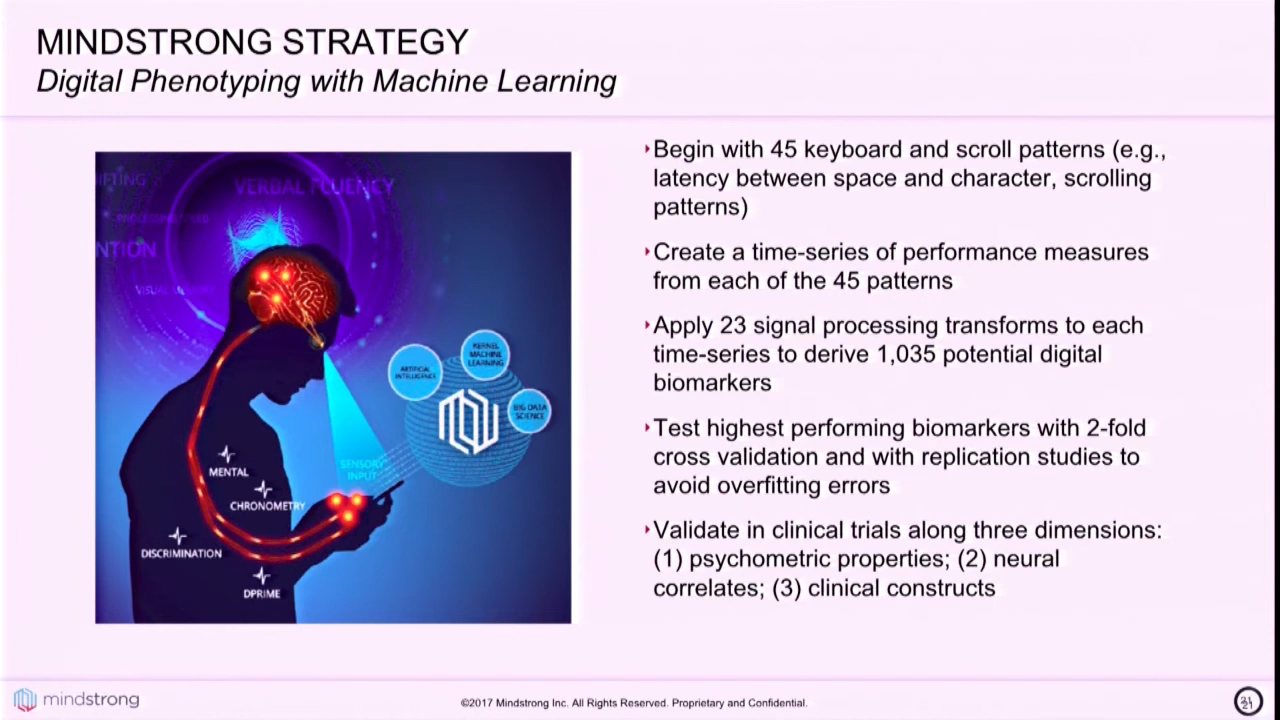 MINDSTRONG STRATEGY
Digital Phenotyping with Machine Learning
IFTING
VERBAL FLUENCY
PROCESSING SPEED
NTION
VISUAL MEMORY
ARTIFICIAL
INTELLIGENCE
KERNEL
MACHINE
LEARNING
BIG DATA
SCIENCE
SENSORY
INPUT
MENTAL
CHRONOMETRY
DISCRIMINATION
DPRIME
Begin with 45 keyboard and scroll patterns (e.g.,
latency between space and character, scrolling
patterns)
Create a time-series of performance measures
from each of the 45 patterns
Apply 23 signal processing transforms to each
time-series to derive 1,035 potential digital
biomarkers
Test highest performing biomarkers with 2-fold
cross validation and with replication studies to
avoid overfitting errors
Validate in clinical trials along three dimensions:
(1) psychometric properties; (2) neural
correlates; (3) clinical constructs
mindstrong
©2017 Mindstrong Inc. All Rights Reserved. Proprietary and Confidential.